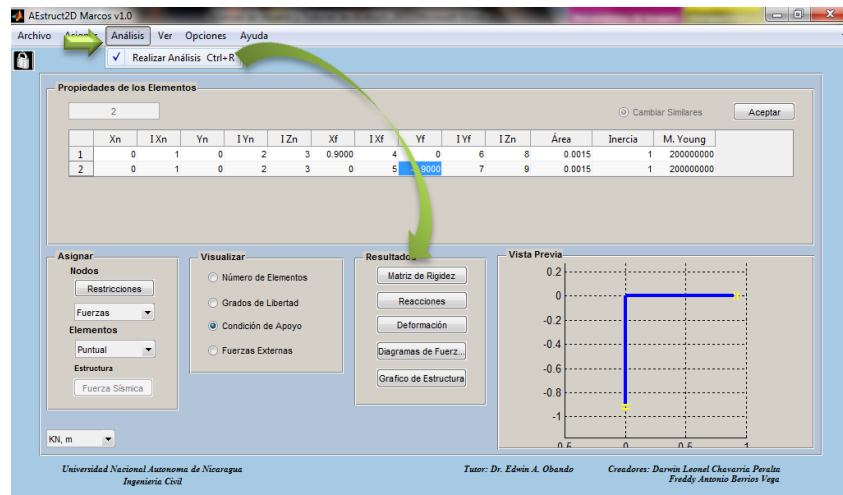 AEstruct2D Marcos v1.0
Archivo Asignar Análisis Ver Opciones Ayuda
✓ Realizar Análisis Ctrl+R
Propiedades de los Elementos
2 Cambiar Similares Aceptar
Xn I Xn Yn I Yn I Zn Xf I Xf Yf I Yf I Zn Área Inercia M. Young
1 0 1 0 2 3 0.9000 4 0 6 8 0.0015 1 200000000
2 0 1 0 2 3 0 5 -0.9000 7 9 0.0015 1 200000000
Asignar
Nodos
Restricciones
Fuerzas
Elementos
Puntual
Estructura
Fuerza Sísmica
Visualizar
Número de Elementos
Grados de Libertad
Condición de Apoyo
Fuerzas Externas
Resultados
Matriz de Rigidez
Reacciones
Deformación
Diagramas de Fuerz...
Grafico de Estructura
Vista Previa
0.2
0
-0.2
-0.4
-0.6
-0.8
-1
0 0.5 1
KN, m
Universidad Nacional Autonoma de Nicaragua
Ingenieria Civil
Tutor: Dr. Edwin A. Obando
Creadores: Darwin Leonel Chavarria Peralta
Freddy Antonio Berrios Vega